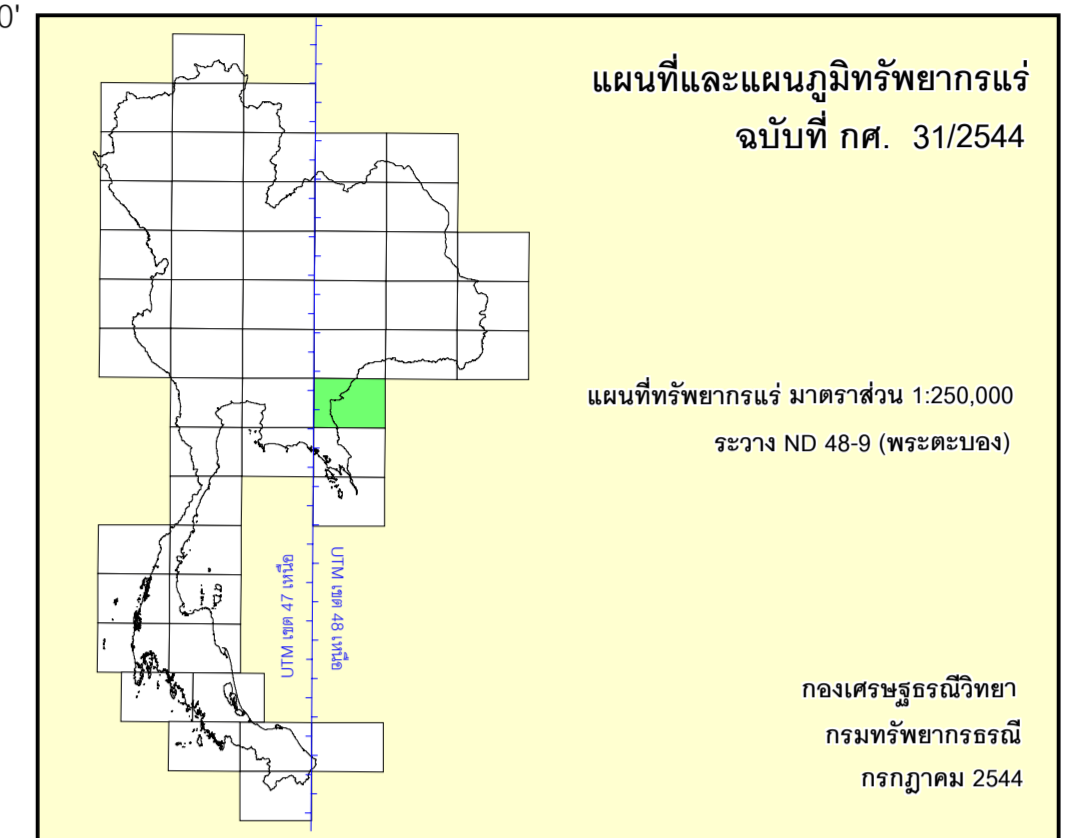 0'
แผนที่และแผนภูมิทรัพยากรแร่
ฉบับที่ กศ. 31/2544
แผนที่ทรัพยากรแร่ มาตราส่วน 1:250,000
ระวาง ND 48-9 (พระตะบอง)
UTM เขต 47 เหนือ
UTM เขต 48 เหนือ
กองเศรษฐธรณีวิทยา
กรมทรัพยากรธรณี
กรกฎาคม 2544